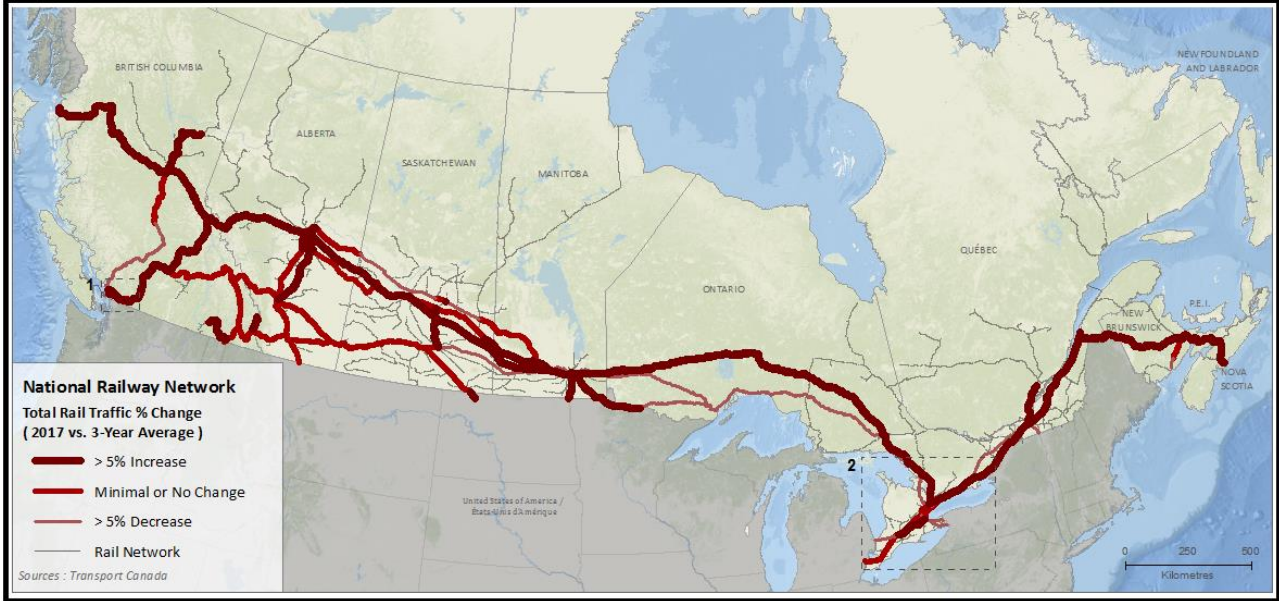 BRITISH COLUMBIA
ALBERTA
SASKATCHEWAN
MANITOBA
ONTARIO
QUÉBEC
NEWFOUNDLAND
AND LABRADOR
P.E.I.
NEW
BRUNSWICK
NOVA
SCOTIA
1
2
United States of America /
États-Unis d'Amérique
National Railway Network
Total Rail Traffic % Change
( 2017 vs. 3-Year Average )
> 5% Increase
Minimal or No Change
> 5% Decrease
Rail Network
Sources : Transport Canada
0 250 500
Kilometres